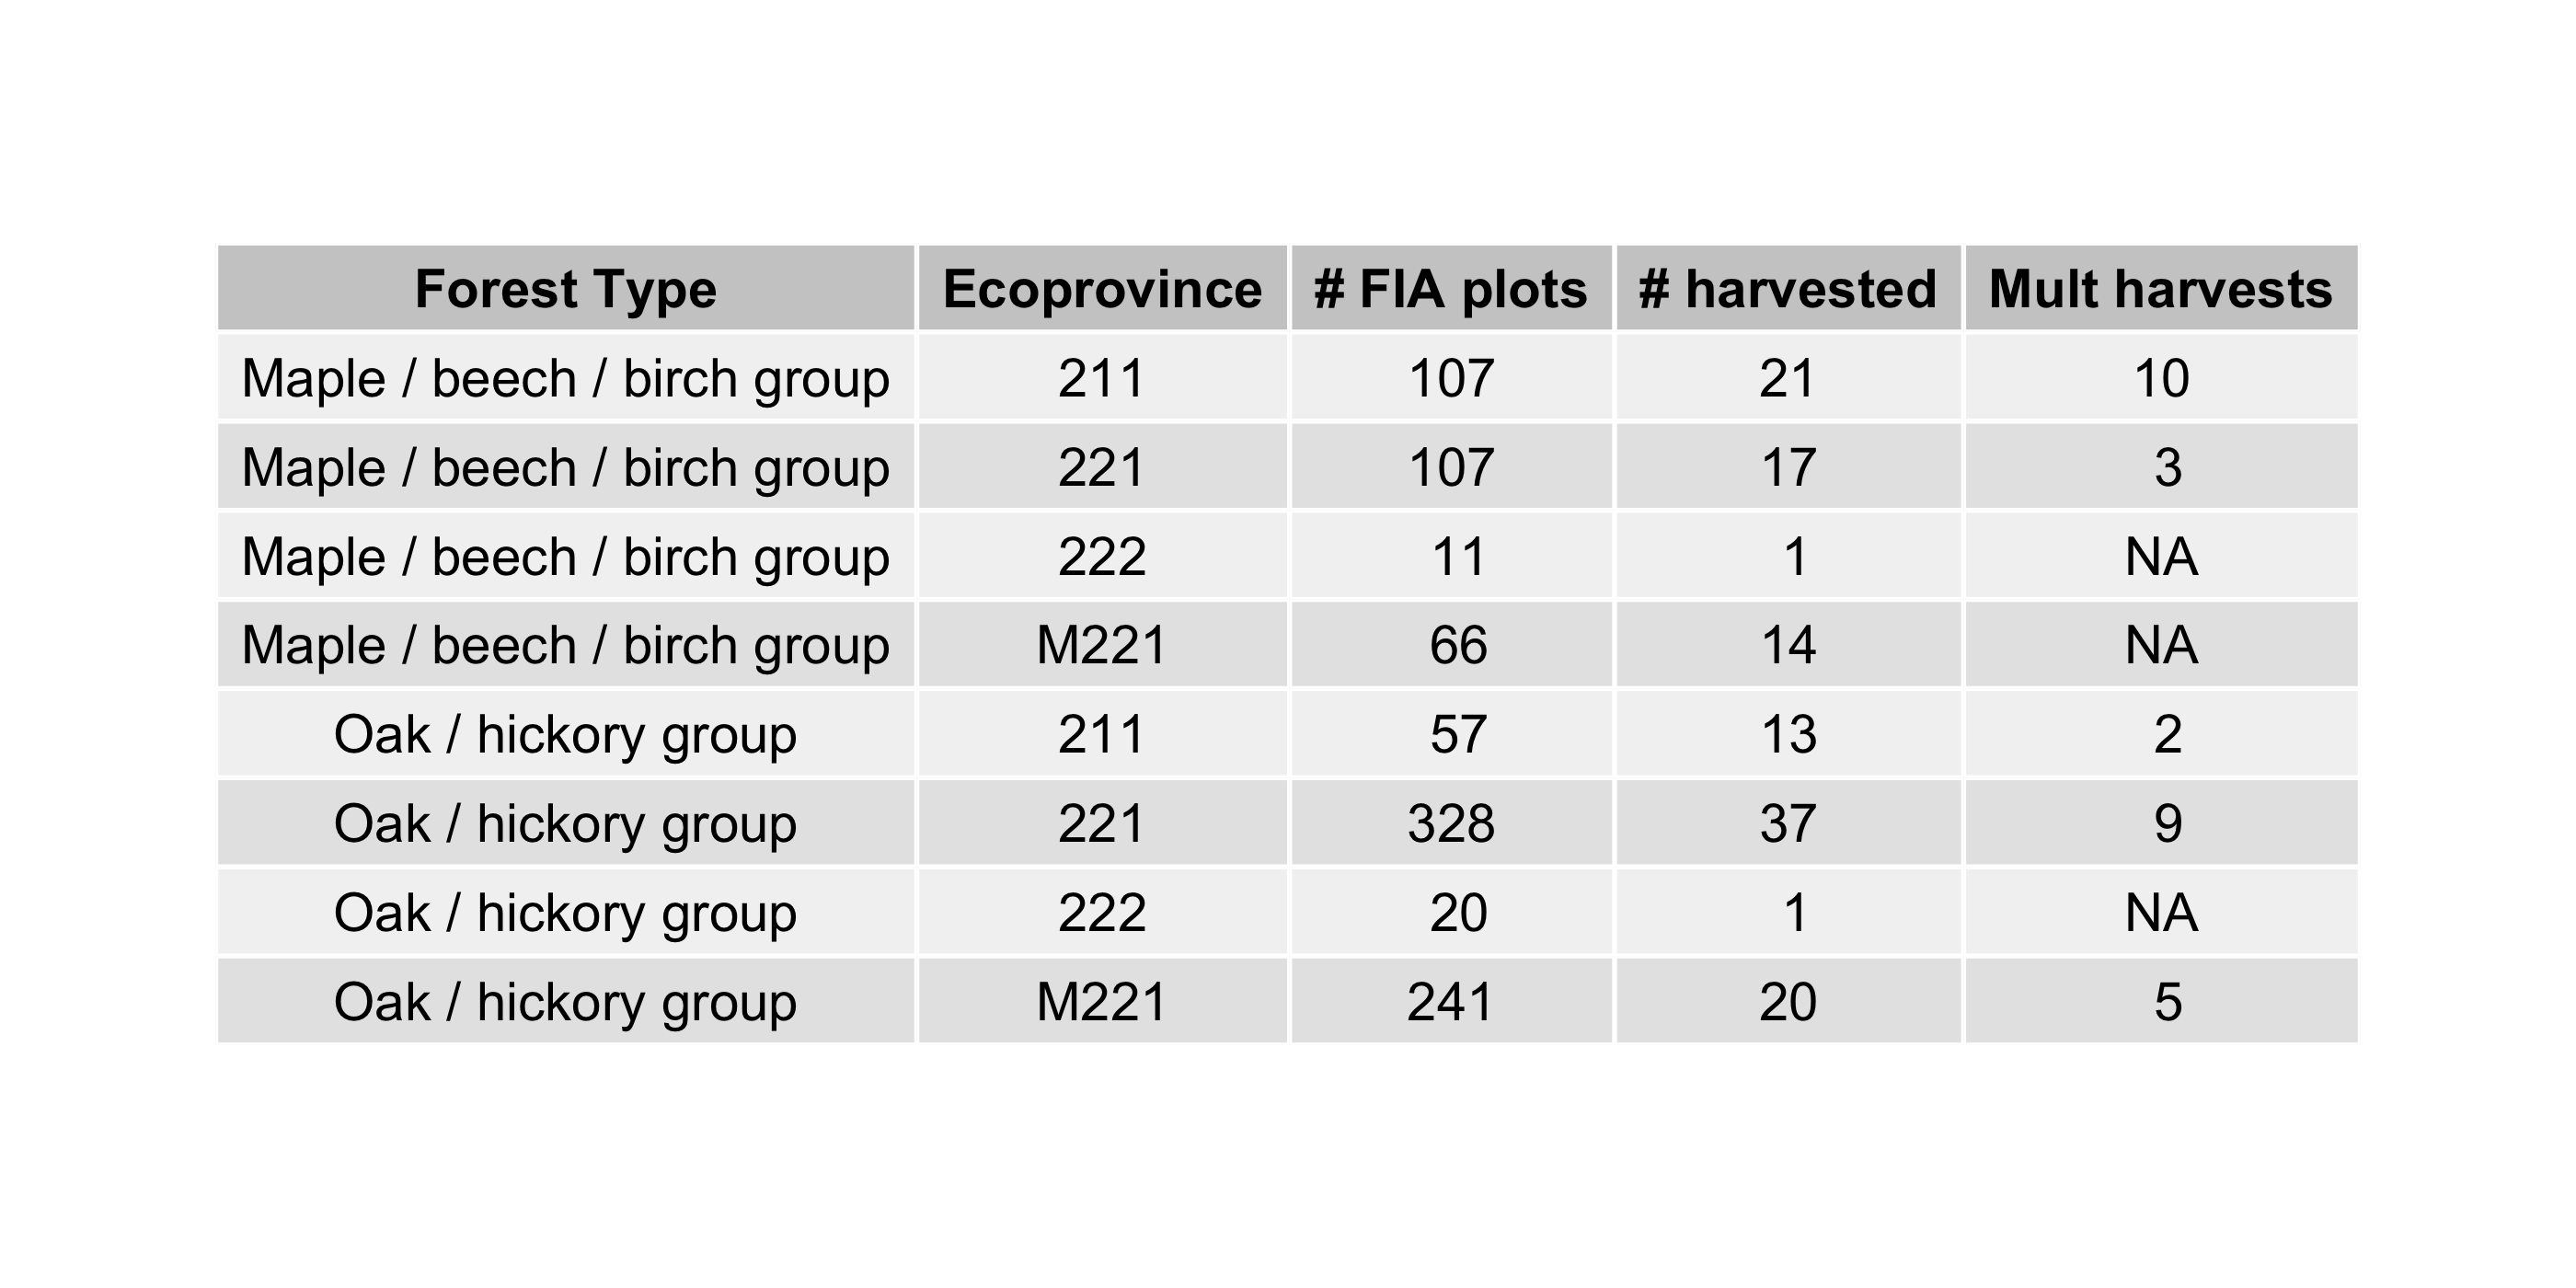 Forest Type Ecoprovince # FIA plots # harvested Mult harvests
Maple / beech / birch group 211 107 21 10
Maple / beech / birch group 221 107 17 3
Maple / beech / birch group 222 11 1 NA
Maple / beech / birch group M221 66 14 NA
Oak / hickory group 211 57 13 2
Oak / hickory group 221 328 37 9
Oak / hickory group 222 20 1 NA
Oak / hickory group M221 241 20 5